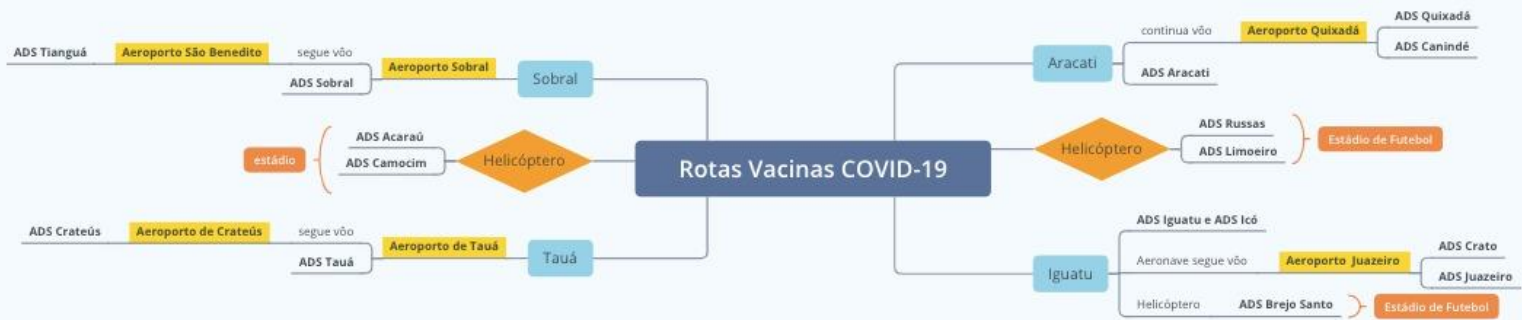 Rotas Vacinas COVID-19
Sobral
Aeroporto Sobral
segue vôo
Aeroporto São Benedito
ADS Tianguá
ADS Sobral
Helicóptero
ADS Acaraú
ADS Camocim
estádio
Tauá
Aeroporto de Tauá
segue vôo
Aeroporto de Crateús
ADS Crateús
ADS Tauá
Aracati
continua vôo
Aeroporto Quixadá
ADS Quixadá
ADS Canindé
ADS Aracati
Helicóptero
ADS Russas
ADS Limoeiro
Estádio de Futebol
Iguatu
ADS Iguatu e ADS Icó
Aeronave segue vôo
Aeroporto Juazeiro
ADS Crato
ADS Juazeiro
Helicóptero
ADS Brejo Santo
Estádio de Futebol